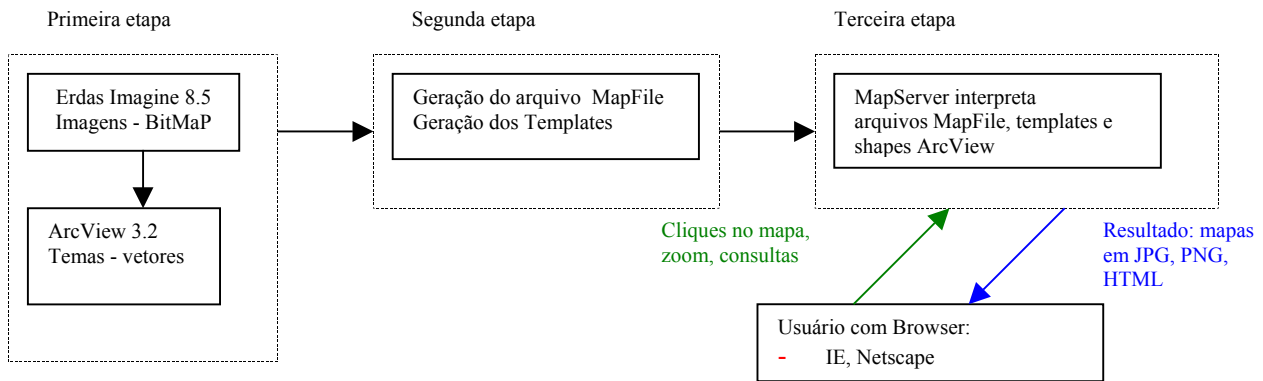 Primeira etapa
Segunda etapa
Terceira etapa
Erdas Imagine 8.5
Imagens - BitMaP
ArcView 3.2
Temas - vetores
Geração do arquivo MapFile
Geração dos Templates
MapServer interpreta
arquivos MapFile, templates e
shapes ArcView
Cliques no mapa,
zoom, consultas
Resultado: mapas
em JPG, PNG,
HTML
Usuário com Browser:
- IE, Netscape